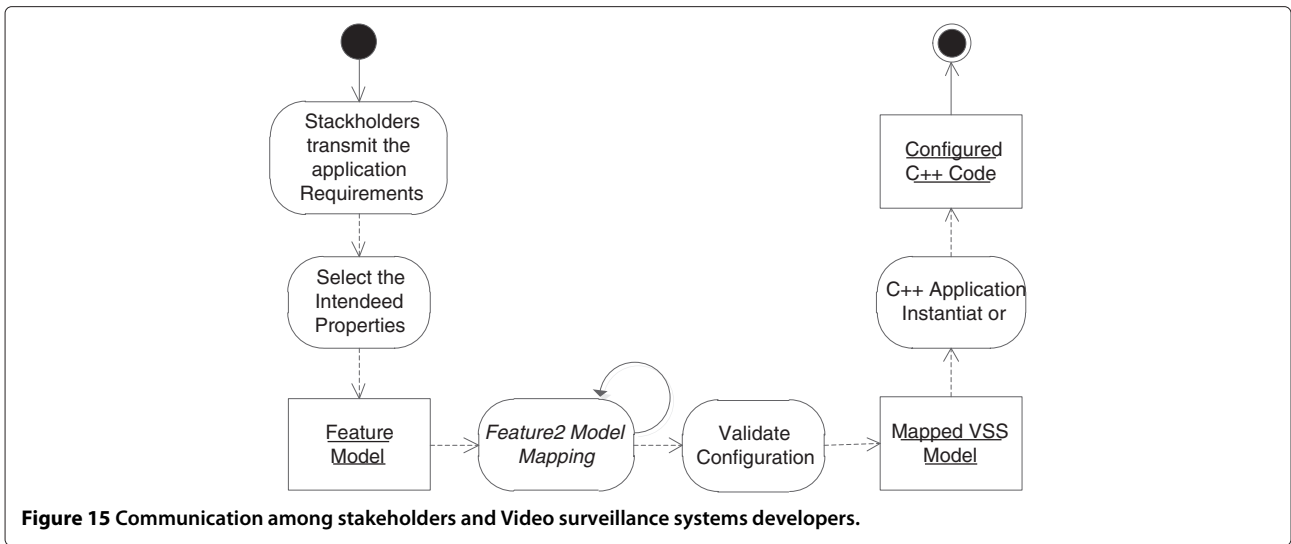 Stackholders
transmit the
application
Requirements
Select the
Intendeed
Properties
Feature
Model
Feature2 Model
Mapping
Validate
Configuration
Mapped VSS
Model
C++ Application
Instantiat or
Configured
C++ Code
Figure 15 Communication among stakeholders and Video surveillance systems developers.